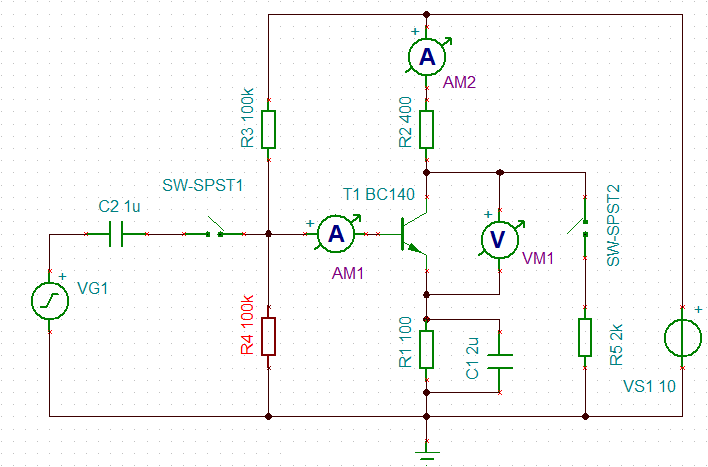 +
A
AM2
R3 100k
R2 400
SW-SPST1
T1 BC140
C2 1u
+
A
AM1
+
V
VM1
SW-SPST2
+
VG1
R4 100k
R1 100
C1 2u
R5 2k
+
VS1 10